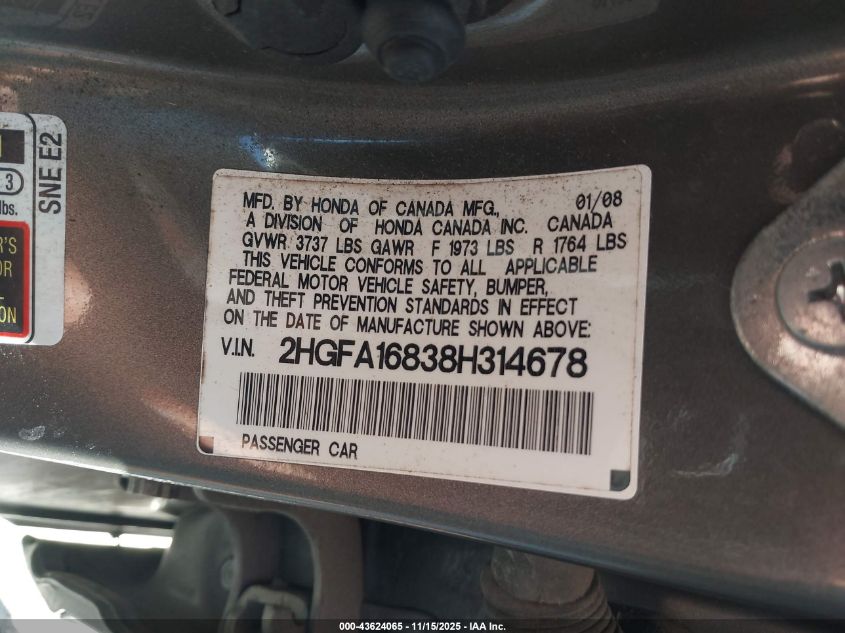 SNE E2
3
lbs.
MFD. BY HONDA OF CANADA MFG., 01/08
A DIVISION OF HONDA CANADA INC. CANADA
GVWR 3737 LBS GAWR F 1973 LBS R 1764 LBS
THIS VEHICLE CONFORMS TO ALL APPLICABLE
FEDERAL MOTOR VEHICLE SAFETY, BUMPER,
AND THEFT PREVENTION STANDARDS IN EFFECT
ON THE DATE OF MANUFACTURE SHOWN ABOVE:
V.I.N. 2HGFA16838H314678
PASSENGER CAR
000-43624065 - 11/15/2025 - IAA Inc.